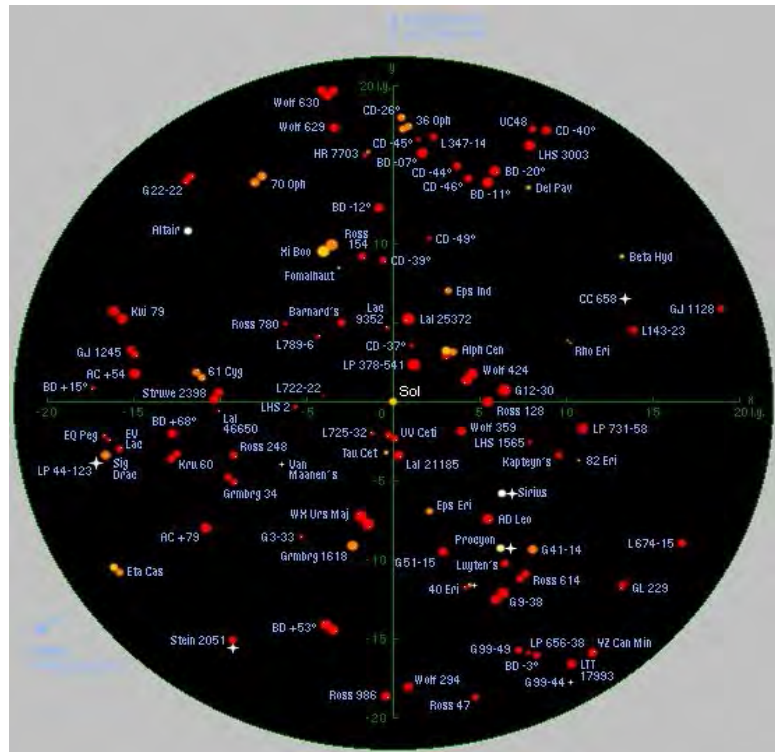 y
20 l.y.
Wolf 630
CD-26°
36 Oph
Wolf 629
CD-45°
L347-14
UC48
CD -40°
HR 7703
BD-07°
LHS 3003
CD -44°
BD -20°
G22-22
70 Oph
CD -46°
BD -11°
Del Pav
BD -12°
Altair
Ross
154
CD -49°
10
Xi Boo
CD -39°
Beta Hyd
Fomalhaut
Eps Ind
CC 658
Kui 79
Barnard's
Lac
9352
Lal 25372
GJ 1128
Ross 780
L143-23
L789-6
CD -37°
Alph Cen
Rho Eri
GJ 1245
LP 378-541
61 Cyg
Wolf 424
AC +54
BD +15°
Struve 2398
L722-22
Sol
G12-30
x
-20
-15
-10
-5
5
10
15
20 l.y.
LHS 2
Ross 128
Lal
46650
BD +68°
EQ Peg
EV
Lac
L725-32
UV Ceti
Wolf 359
LP 731-58
LHS 1565
Ross 248
Tau Cet
LP 44-123
Sig
Drac
Kru 60
Van
Maanen's
Lal 21185
Kapteyn's
82 Eri
Grmbrg 34
Sirius
WX Urs Maj
Eps Eri
AD Leo
AC +79
G3-33
Grmbrg 1618
Procyon
G41-14
L674-15
G51-15
-10
Luyten's
Eta Cas
Ross 614
40 Eri
GL 229
G9-38
BD +53°
-15
Stein 2051
G99-49
LP 656-38
YZ Can Min
BD -3°
LTT
17993
Wolf 294
G99-44
Ross 986
Ross 47
-20